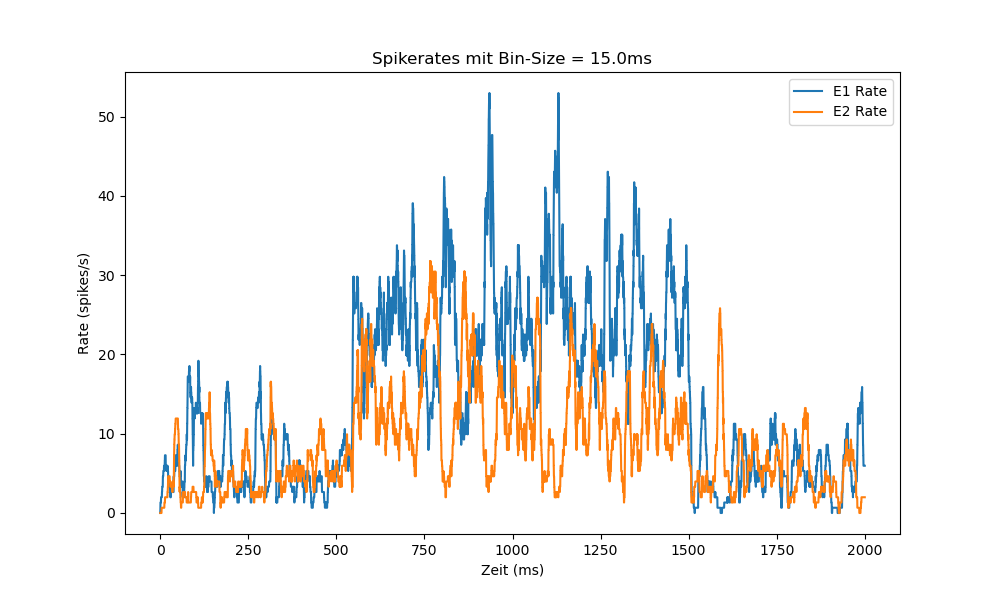 Spikerates mit Bin-Size = 15.0ms
E1 Rate
E2 Rate
50
40
30
20
10
0
Rate (spikes/s)
0 250 500 750 1000 1250 1500 1750 2000
Zeit (ms)